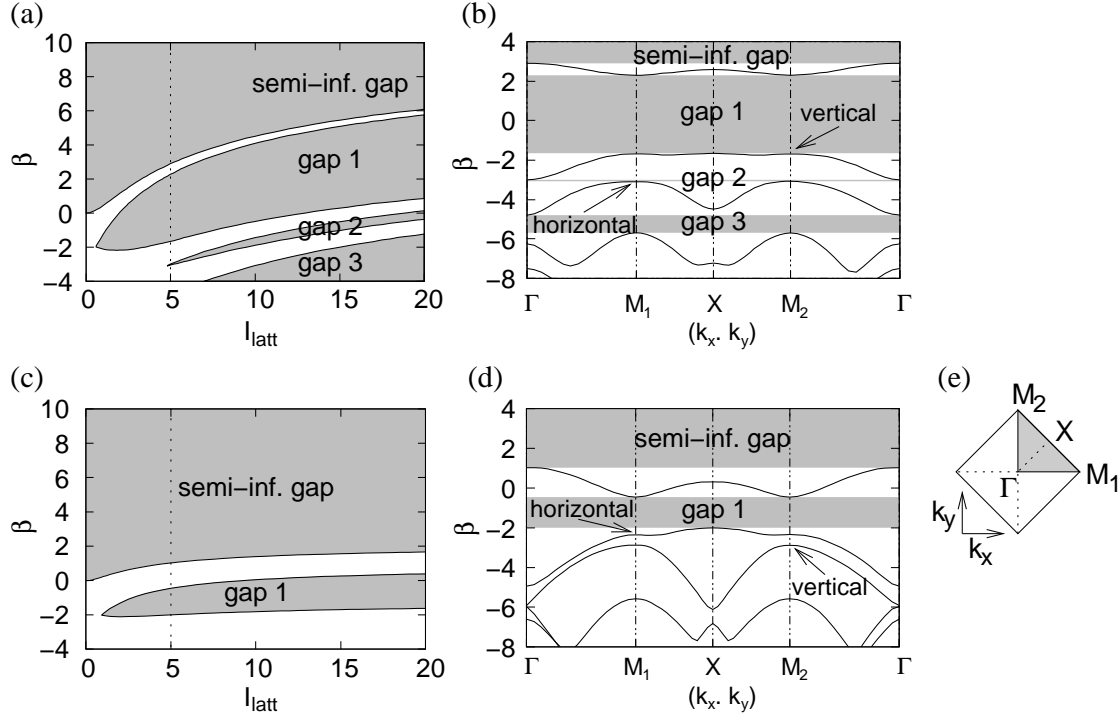 (a)
10
8
6
4
2
0
−2
−4
β
semi−inf. gap
gap 1
gap 2
gap 3
0
5
10
15
20
I_latt
(b)
4
2
0
−2
−4
−6
−8
β
semi−inf. gap
gap 1
vertical
gap 2
horizontal
gap 3
Γ
M_1
X
M_2
Γ
(k_x. k_y)
(c)
10
8
6
4
2
0
−2
−4
β
semi−inf. gap
gap 1
0
5
10
15
20
I_latt
(d)
4
2
0
−2
−4
−6
−8
β
semi−inf. gap
horizontal
gap 1
vertical
Γ
M_1
X
M_2
Γ
(k_x. k_y)
(e)
M_2
X
Γ
M_1
k_y
k_x